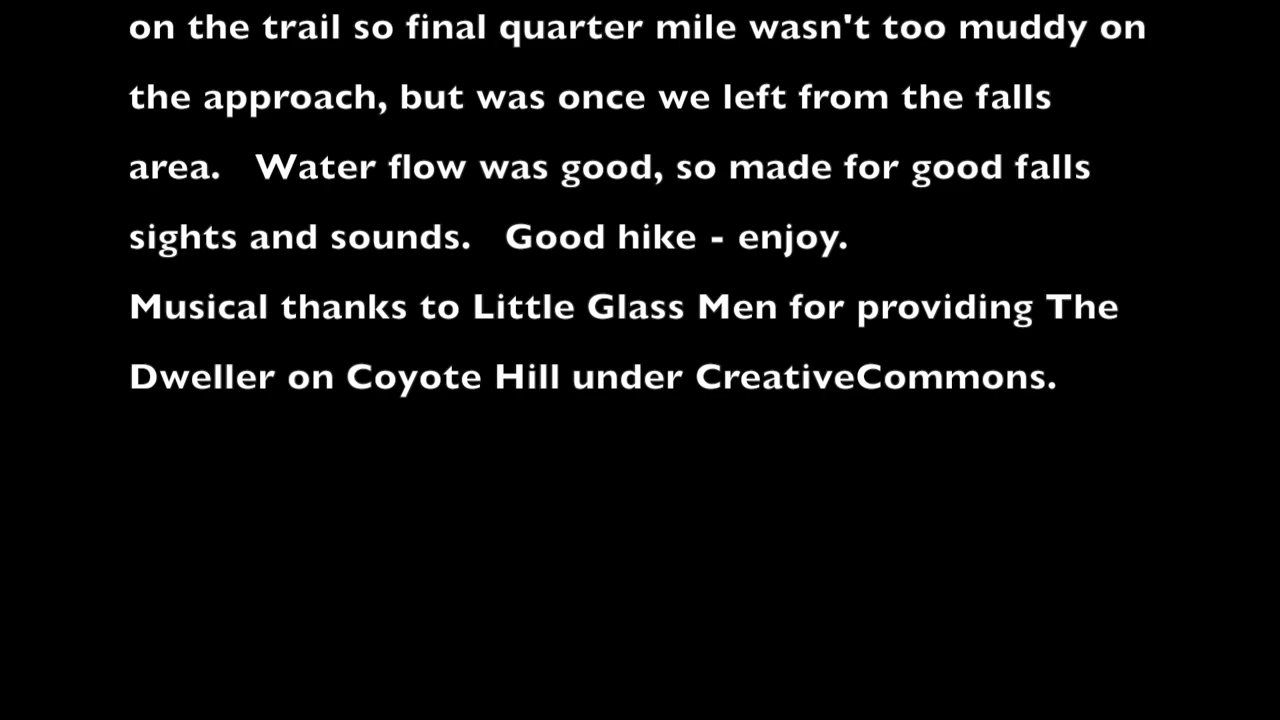 on the trail so final quarter mile wasn't too muddy on
the approach, but was once we left from the falls
area.   Water flow was good, so made for good falls
sights and sounds.   Good hike - enjoy.
Musical thanks to Little Glass Men for providing The
Dweller on Coyote Hill under CreativeCommons.